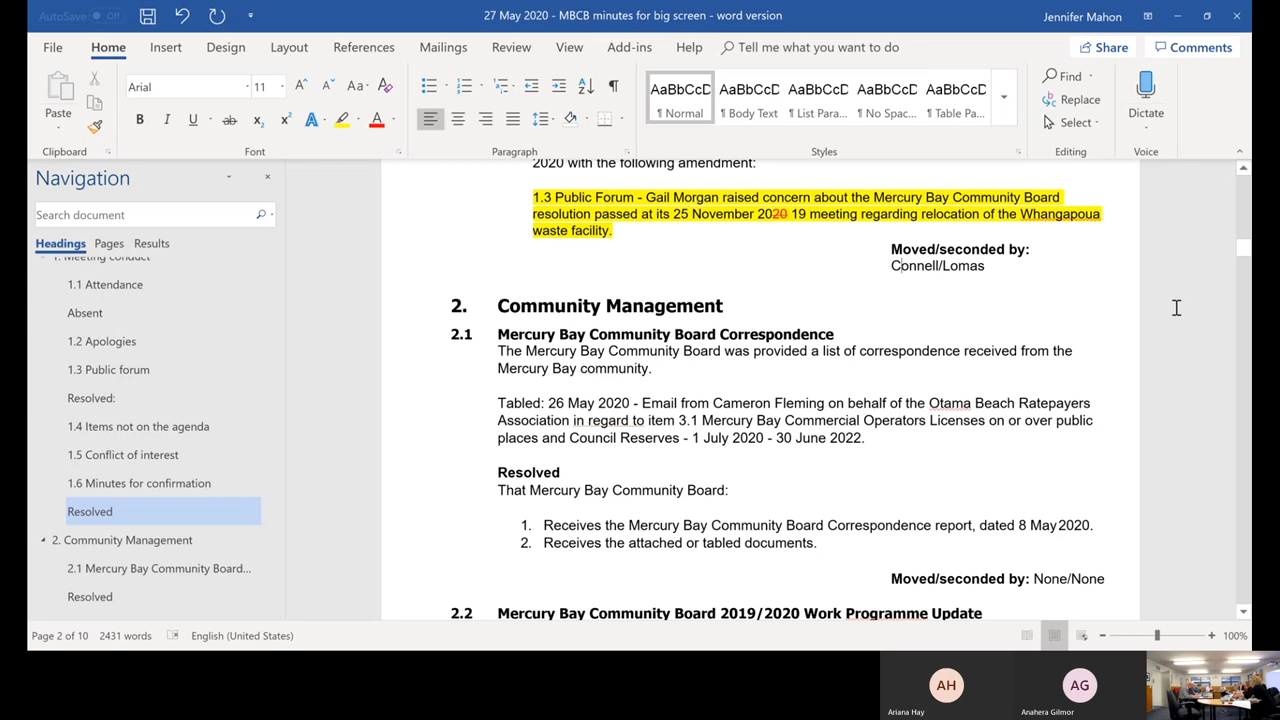 AutoSave Off
27 May 2020 - MBCB minutes for big screen - word version
Jennifer Mahon
File Home Insert Design Layout References Mailings Review View Add-ins Help Tell me what you want to do Share Comments
Paste
Clipboard
Arial 11
Font
Paragraph
AaBbCcD AaBbCcD AaBbCcD AaBbCcD AaBbCcD
¶ Normal ¶ Body Text ¶ List Para... ¶ No Spac... ¶ Table Pa...
Styles
Find
Replace
Select
Editing
Dictate
Voice
Navigation
Search document
Headings Pages Results
1. Meeting conduct
1.1 Attendance
Absent
1.2 Apologies
1.3 Public forum
Resolved:
1.4 Items not on the agenda
1.5 Conflict of interest
1.6 Minutes for confirmation
Resolved
2. Community Management
2.1 Mercury Bay Community Board...
Resolved
2020 with the following amendment:
1.3 Public Forum - Gail Morgan raised concern about the Mercury Bay Community Board
resolution passed at its 25 November 2020 19 meeting regarding relocation of the Whangapoua
waste facility.
Moved/seconded by:
Connell/Lomas
2. Community Management
2.1 Mercury Bay Community Board Correspondence
The Mercury Bay Community Board was provided a list of correspondence received from the
Mercury Bay community.
Tabled: 26 May 2020 - Email from Cameron Fleming on behalf of the Otama Beach Ratepayers
Association in regard to item 3.1 Mercury Bay Commercial Operators Licenses on or over public
places and Council Reserves - 1 July 2020 - 30 June 2022.
Resolved
That Mercury Bay Community Board:
1. Receives the Mercury Bay Community Board Correspondence report, dated 8 May 2020.
2. Receives the attached or tabled documents.
Moved/seconded by: None/None
2.2 Mercury Bay Community Board 2019/2020 Work Programme Update
Page 2 of 10 2431 words English (United States) 100%
AH
Ariana Hay
AG
Anahera Gilmor